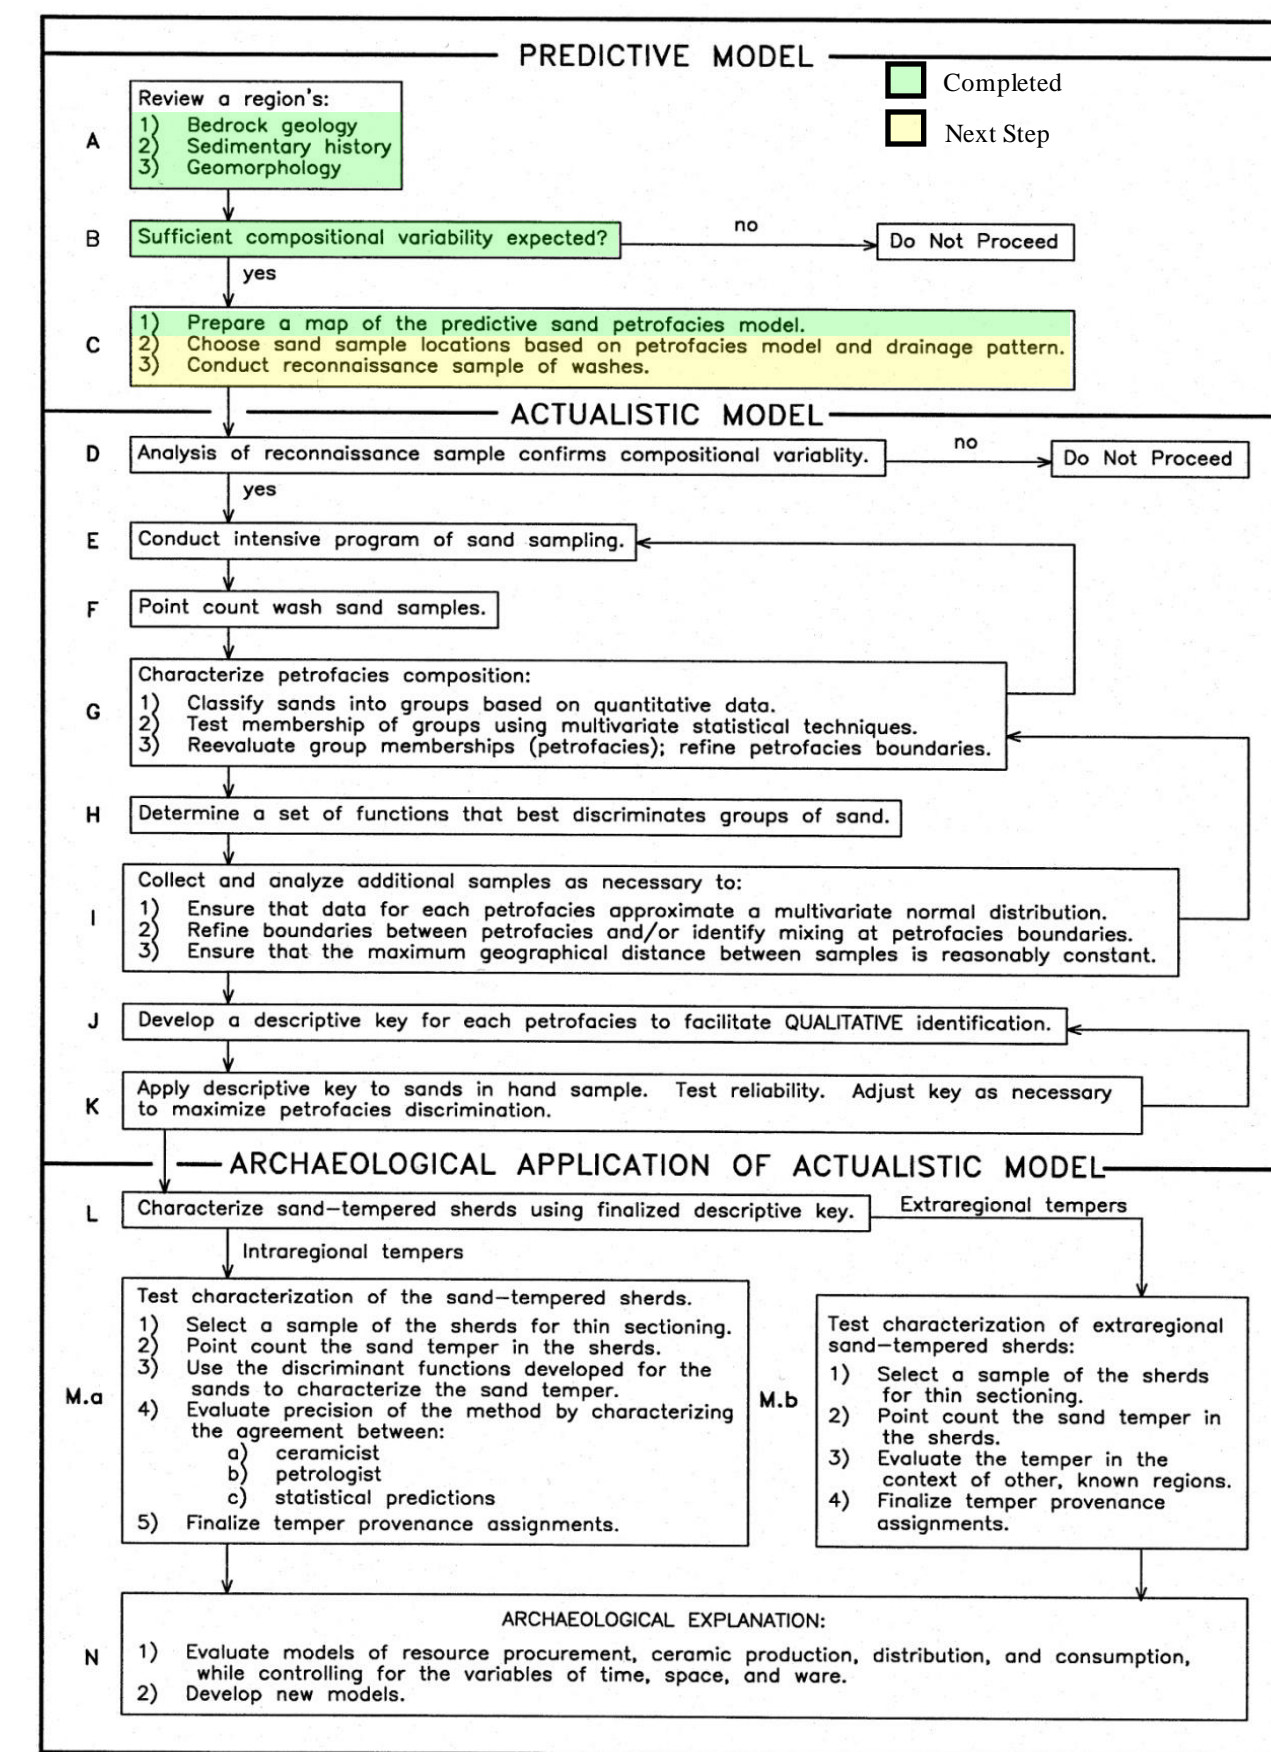 PREDICTIVE MODEL
Completed
Next Step
A
Review a region's:
1) Bedrock geology
2) Sedimentary history
3) Geomorphology
B
Sufficient compositional variability expected?
no
Do Not Proceed
yes
C
1) Prepare a map of the predictive sand petrofacies model.
2) Choose sand sample locations based on petrofacies model and drainage pattern.
3) Conduct reconnaissance sample of washes.
ACTUALISTIC MODEL
D
Analysis of reconnaissance sample confirms compositional variablity.
no
Do Not Proceed
yes
E
Conduct intensive program of sand sampling.
F
Point count wash sand samples.
G
Characterize petrofacies composition:
1) Classify sands into groups based on quantitative data.
2) Test membership of groups using multivariate statistical techniques.
3) Reevaluate group memberships (petrofacies); refine petrofacies boundaries.
H
Determine a set of functions that best discriminates groups of sand.
I
Collect and analyze additional samples as necessary to:
1) Ensure that data for each petrofacies approximate a multivariate normal distribution.
2) Refine boundaries between petrofacies and/or identify mixing at petrofacies boundaries.
3) Ensure that the maximum geographical distance between samples is reasonably constant.
J
Develop a descriptive key for each petrofacies to facilitate QUALITATIVE identification.
K
Apply descriptive key to sands in hand sample. Test reliability. Adjust key as necessary
to maximize petrofacies discrimination.
ARCHAEOLOGICAL APPLICATION OF ACTUALISTIC MODEL
L
Characterize sand-tempered sherds using finalized descriptive key.
Extraregional tempers
Intraregional tempers
M.a
Test characterization of the sand-tempered sherds.
1) Select a sample of the sherds for thin sectioning.
2) Point count the sand temper in the sherds.
3) Use the discriminant functions developed for the
sands to characterize the sand temper.
4) Evaluate precision of the method by characterizing
the agreement between:
a) ceramicist
b) petrologist
c) statistical predictions
5) Finalize temper provenance assignments.
M.b
Test characterization of extraregional
sand-tempered sherds:
1) Select a sample of the sherds
for thin sectioning.
2) Point count the sand temper in
the sherds.
3) Evaluate the temper in the
context of other, known regions.
4) Finalize temper provenance
assignments.
N
ARCHAEOLOGICAL EXPLANATION:
1) Evaluate models of resource procurement, ceramic production, distribution, and consumption,
while controlling for the variables of time, space, and ware.
2) Develop new models.